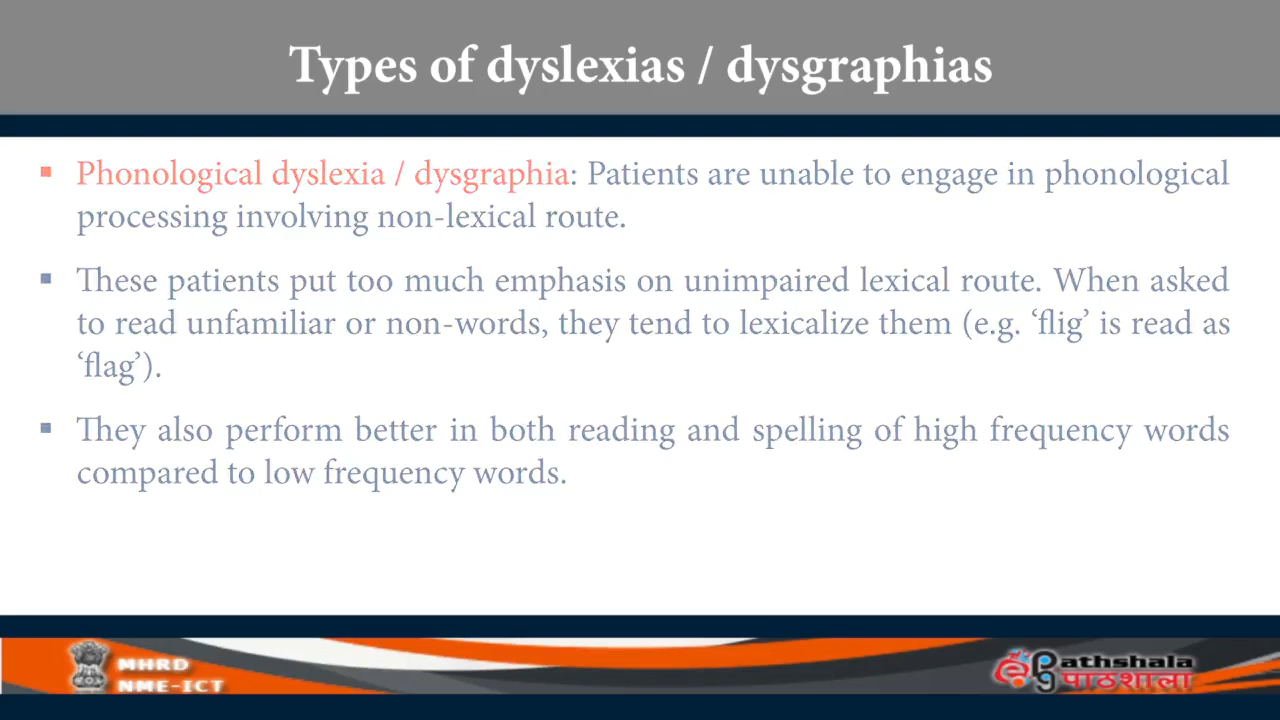 Types of dyslexias / dysgraphias
▪ Phonological dyslexia / dysgraphia: Patients are unable to engage in phonological
processing involving non-lexical route.
▪ These patients put too much emphasis on unimpaired lexical route. When asked
to read unfamiliar or non-words, they tend to lexicalize them (e.g. ‘flig’ is read as
‘flag’).
▪ They also perform better in both reading and spelling of high frequency words
compared to low frequency words.
MHRD
NME-ICT
e pg Pathshala
पाठशाला